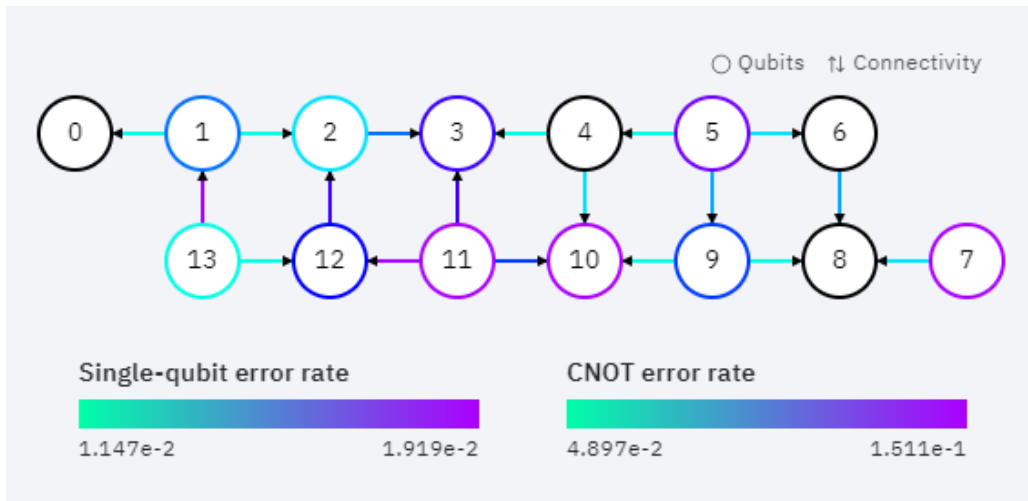 Qubits Connectivity
0 1 2 3 4 5 6
13 12 11 10 9 8 7
Single-qubit error rate CNOT error rate
1.147e-2 1.919e-2 4.897e-2 1.511e-1